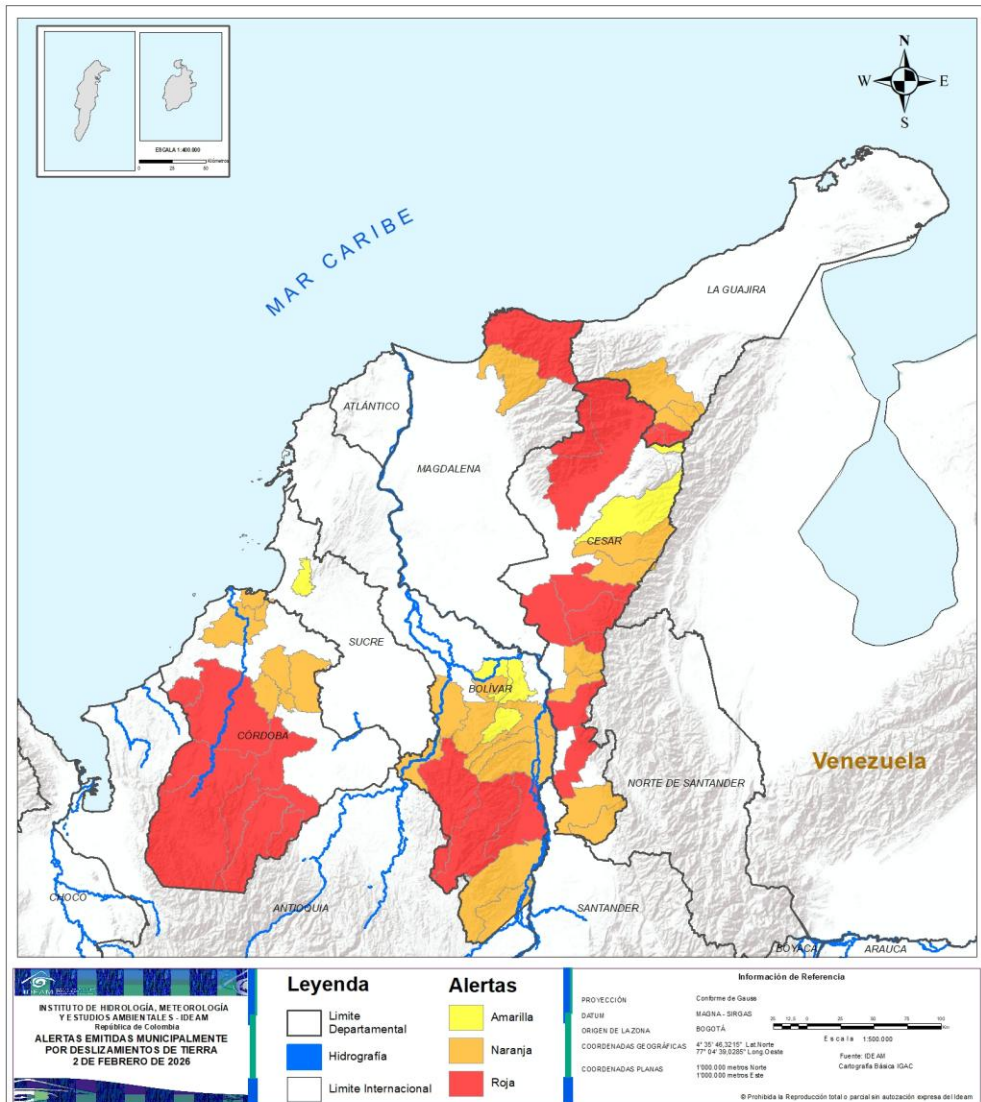 ESCALA 1:400.000
N
W
E
S
MAR CARIBE
LA GUAJIRA
ATLÁNTICO
MAGDALENA
CESAR
SUCRE
BOLÍVAR
CÓRDOBA
Venezuela
NORTE DE SANTANDER
CHOCO
ANTIOQUIA
SANTANDER
BOYACÁ
ARAUCA
IDEAM
INSTITUTO DE HIDROLOGÍA, METEOROLOGÍA
Y ESTUDIOS AMBIENTALES - IDEAM
República de Colombia
ALERTAS EMITIDAS MUNICIPALMENTE
POR DESLIZAMIENTOS DE TIERRA
2 DE FEBRERO DE 2026
Leyenda
Limite
Departamental
Hidrografía
Limite Internacional
Alertas
Amarilla
Naranja
Roja
Información de Referencia
PROYECCIÓN Conforme de Gauss
DATUM MAGNA - SIRGAS
ORIGEN DE LA ZONA BOGOTÁ
COORDENADAS GEOGRÁFICAS 4° 35' 46,3215" Lat.Norte
77° 04' 39,0285" Long.Oeste
COORDENADAS PLANAS 1'000.000 metros Norte
1'000.000 metros Este
Escala 1:500.000
Fuente: IDEAM
Cartografía Básica IGAC
© Prohibida la Reproducción total o parcial sin autozación expresa del Ideam